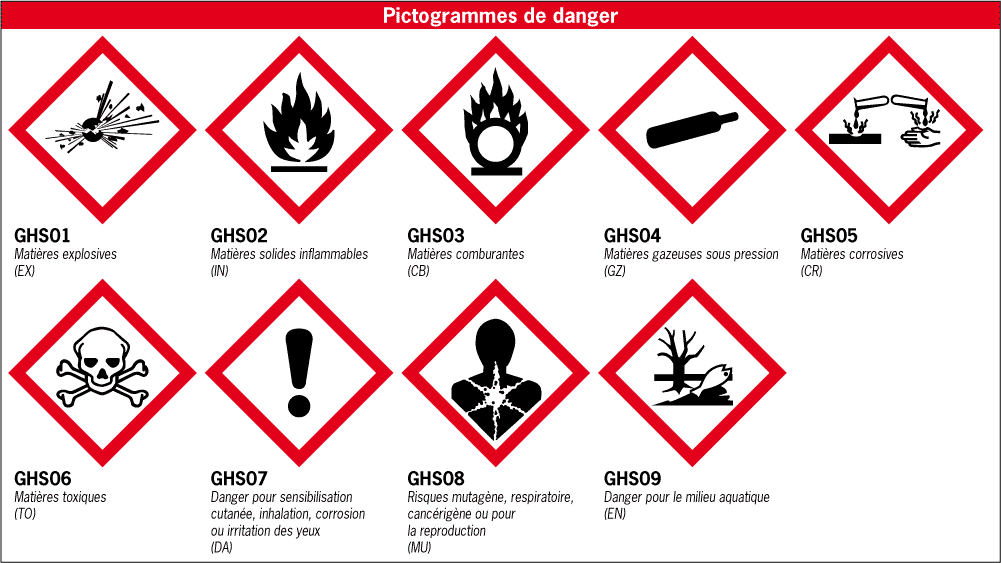 Pictogrammes de danger
GHS01
Matières explosives
(EX)
GHS02
Matières solides inflammables
(IN)
GHS03
Matières comburantes
(CB)
GHS04
Matières gazeuses sous pression
(GZ)
GHS05
Matières corrosives
(CR)
GHS06
Matières toxiques
(TO)
GHS07
Danger pour sensibilisation
cutanée, inhalation, corrosion
ou irritation des yeux
(DA)
GHS08
Risques mutagène, respiratoire,
cancérigène ou pour
la reproduction
(MU)
GHS09
Danger pour le milieu aquatique
(EN)